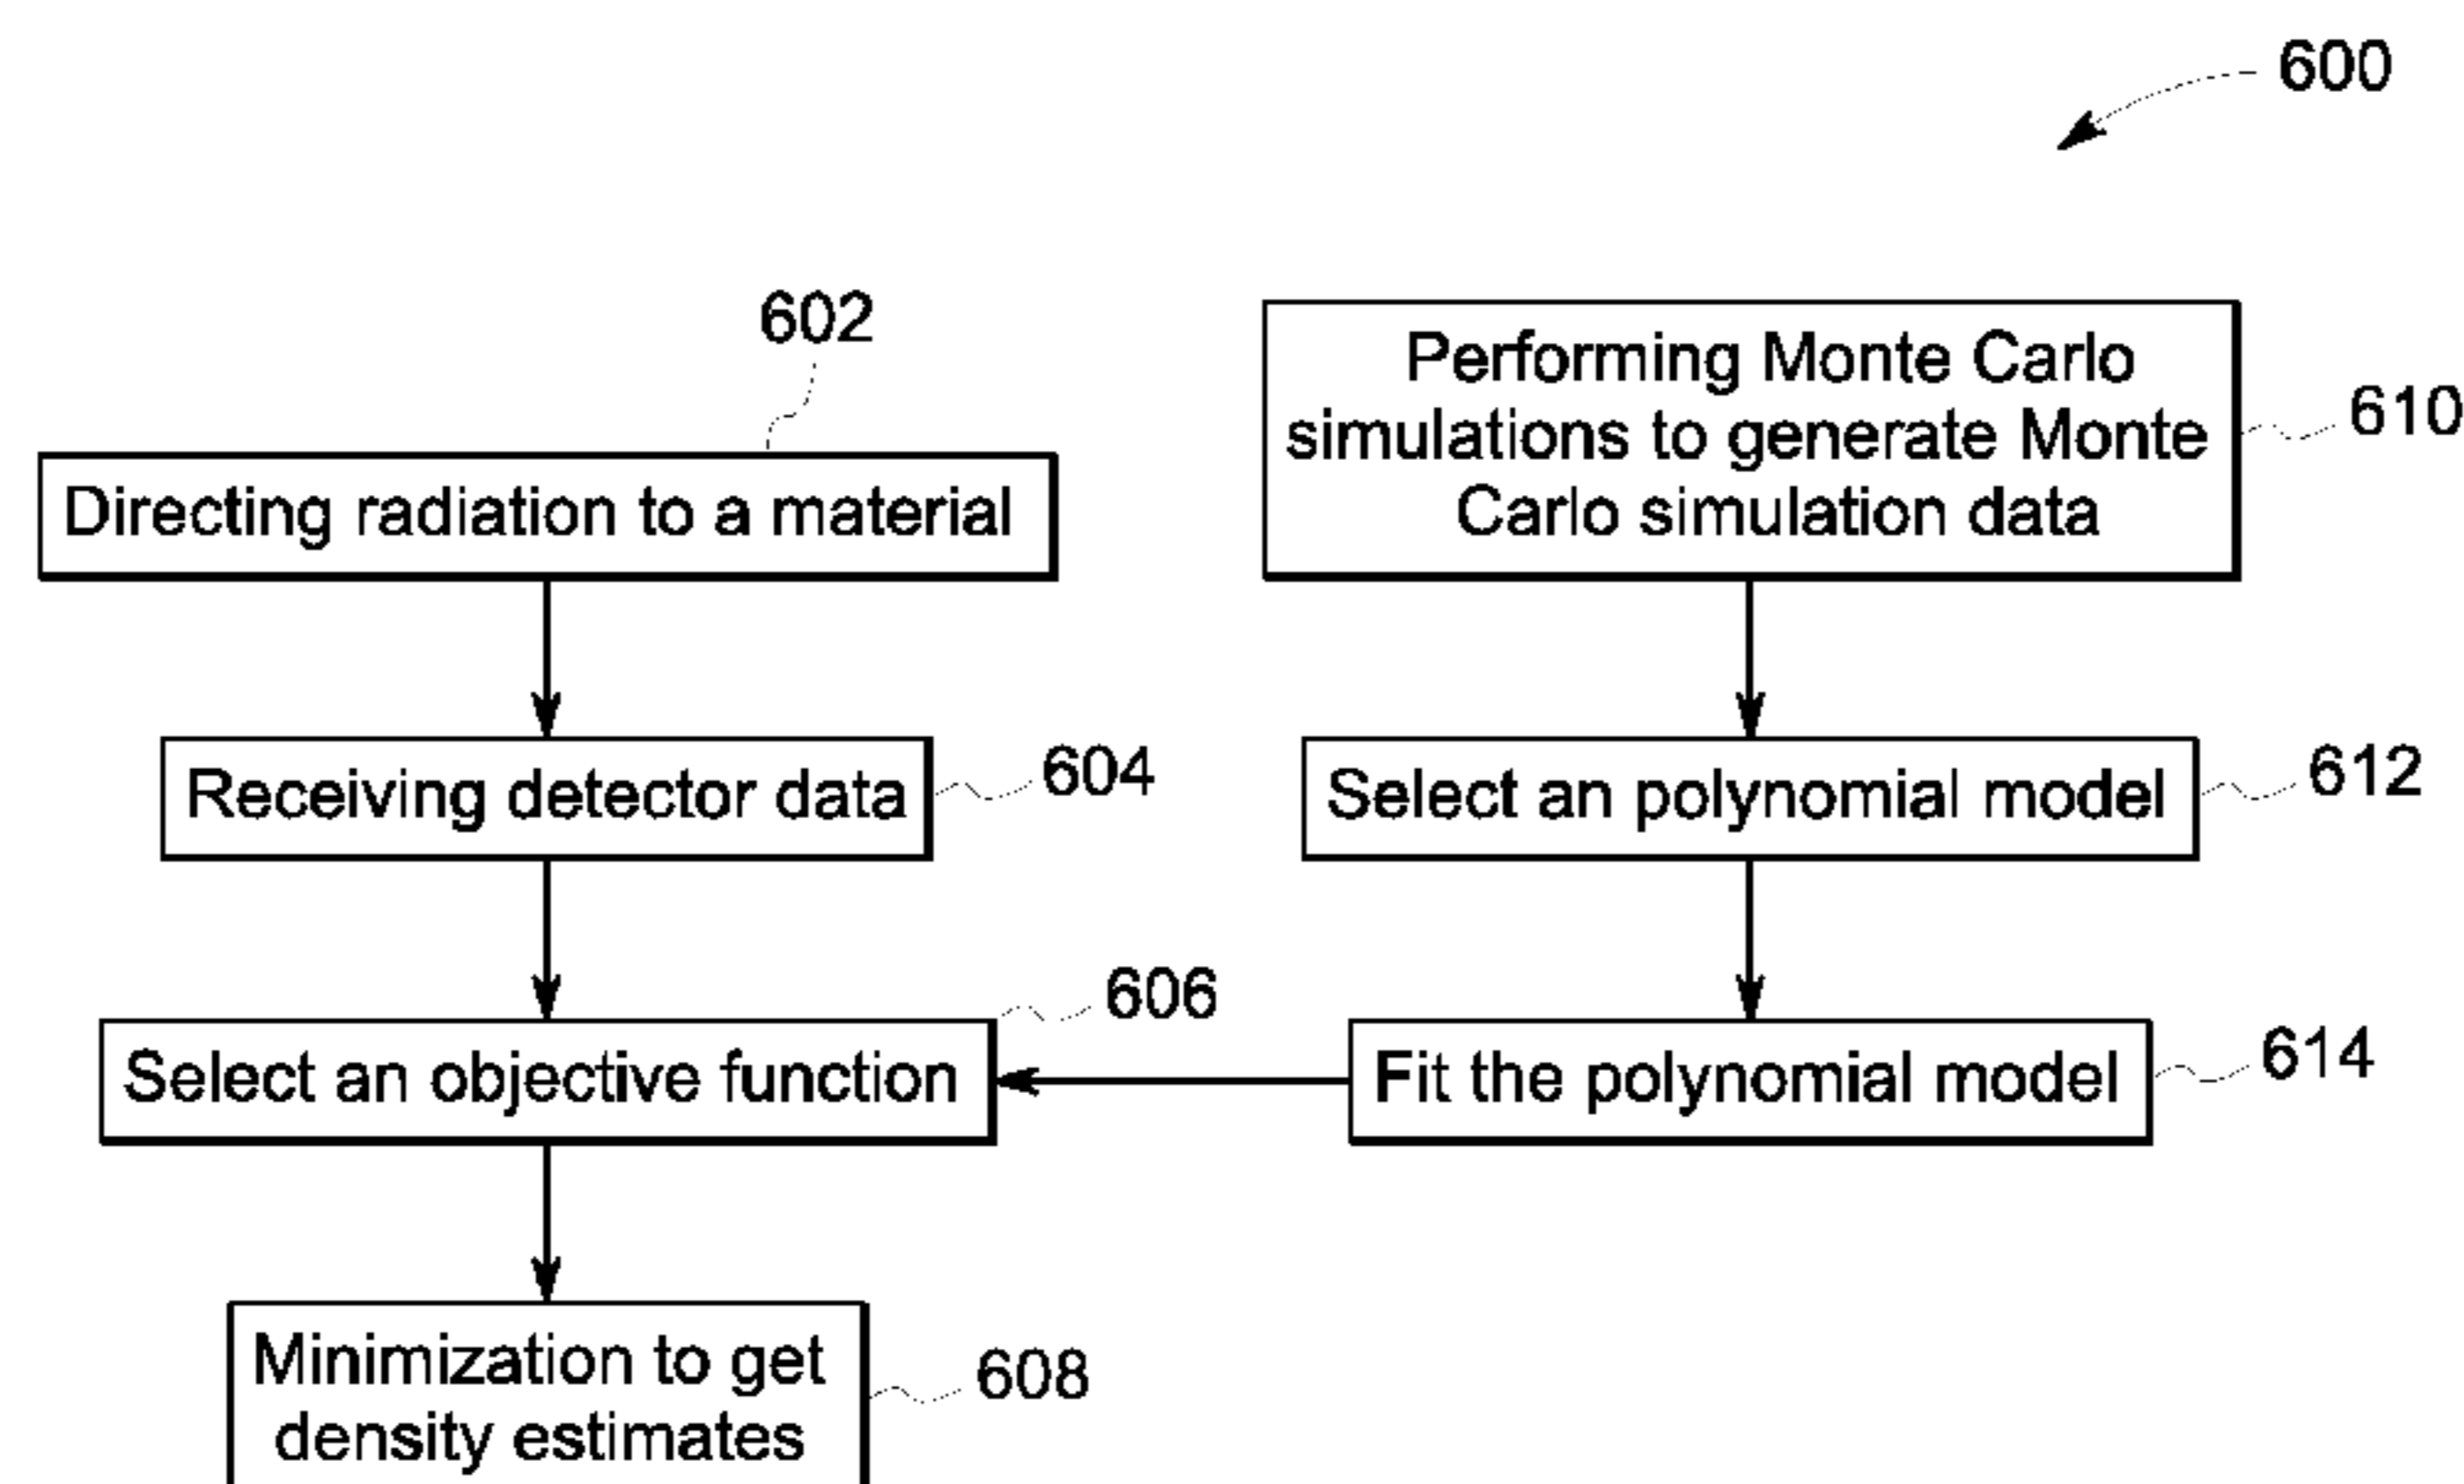 600
602
Directing radiation to a material
Performing Monte Carlo
simulations to generate Monte
Carlo simulation data
610
Receiving detector data
604
Select an polynomial model
612
606
Select an objective function
Fit the polynomial model
614
Minimization to get
density estimates
608